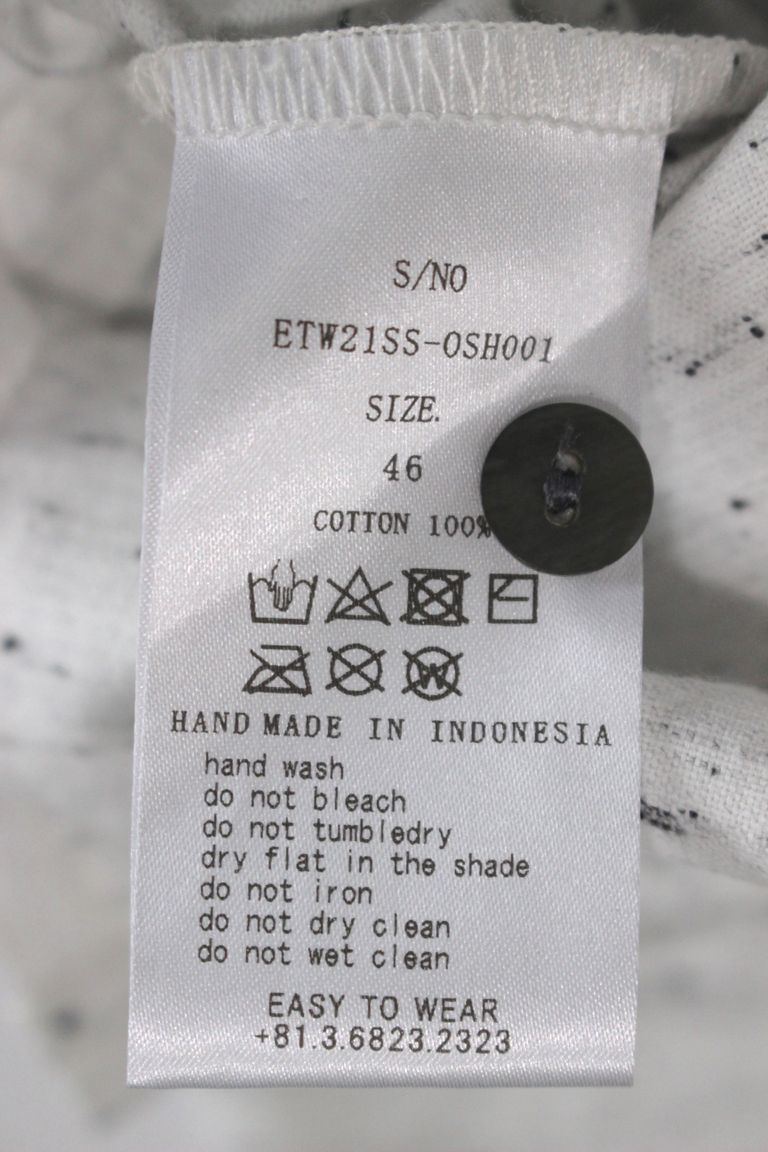 S/NO
ETW21SS-OSH001
SIZE.
46
COTTON 100%
W
HAND MADE IN INDONESIA
hand wash
do not bleach
do not tumbledry
dry flat in the shade
do not iron
do not dry clean
do not wet clean
EASY TO WEAR
+81.3.6823.2323